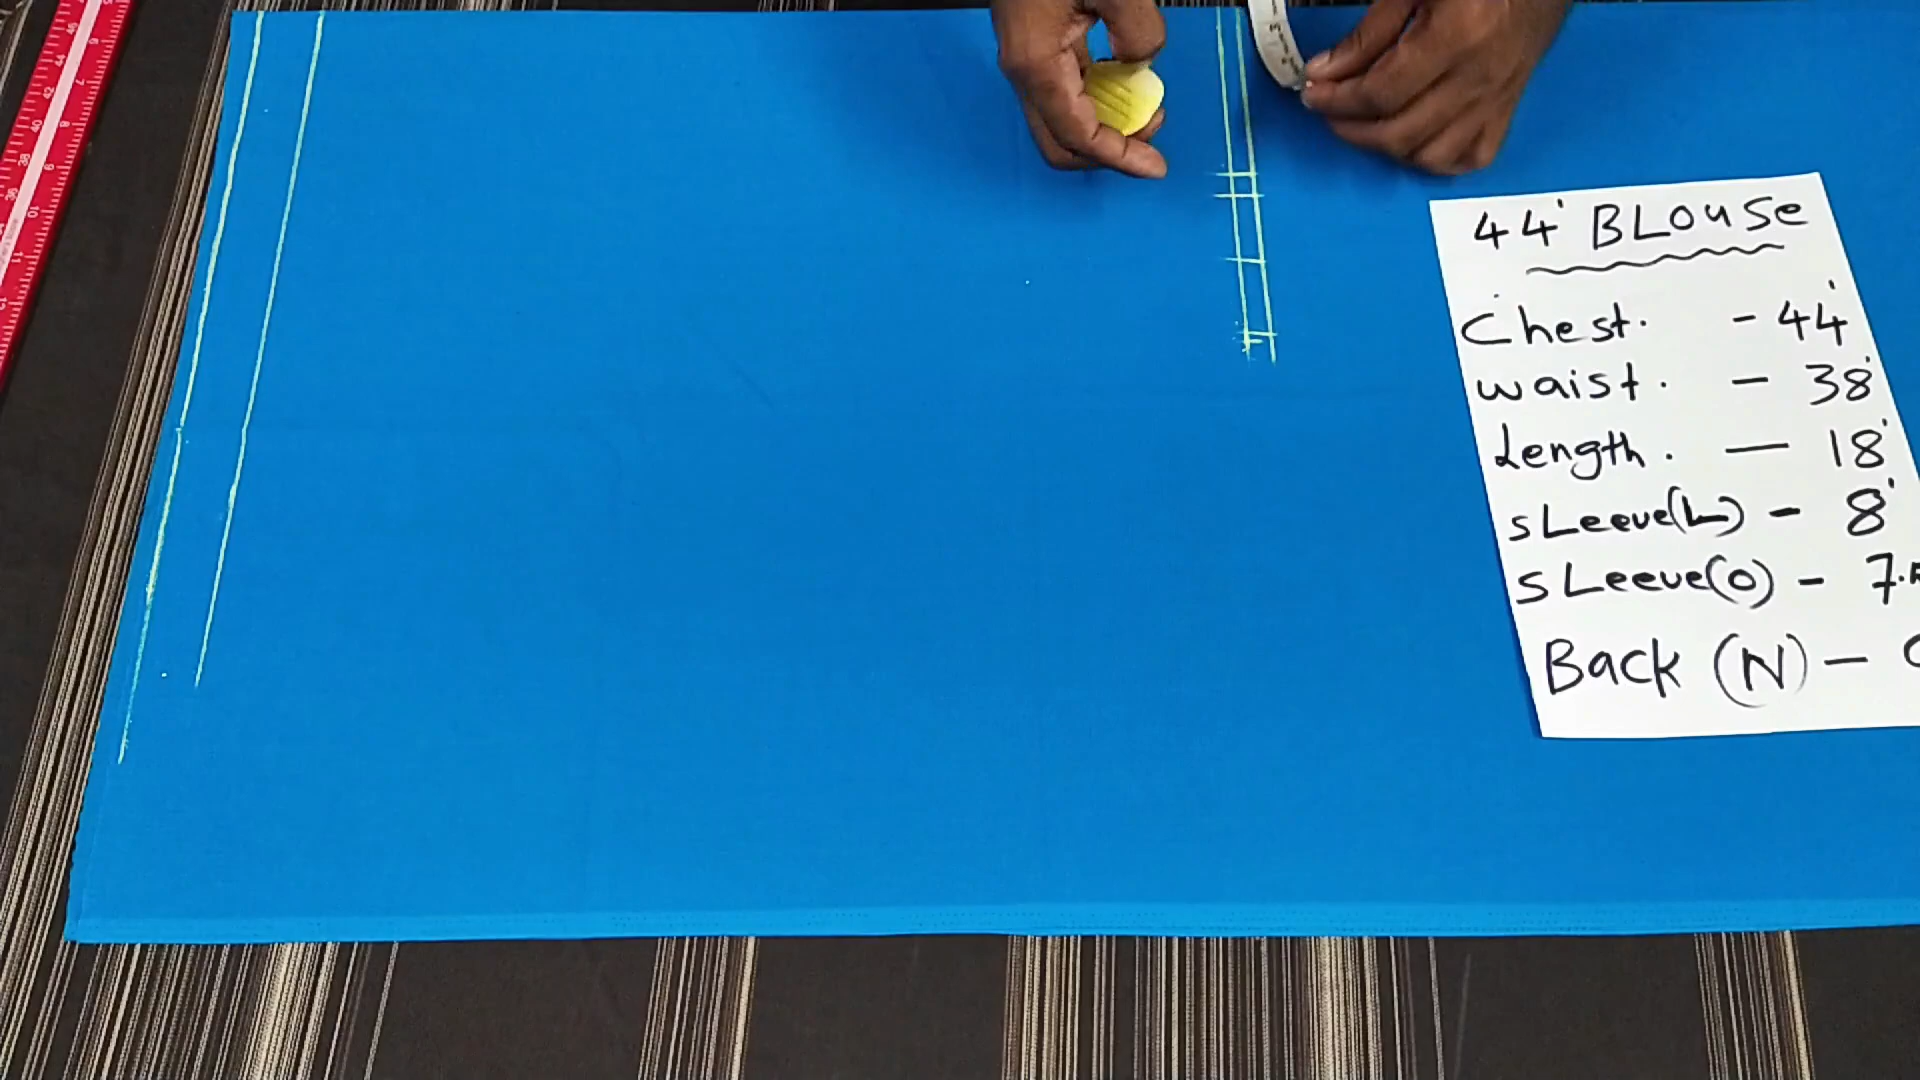 44' BLOUSE
Chest. - 44'
waist. - 38'
Length. — 18'
sLeeve(L) - 8'
sLeeve(O) - 7.
Back (N) —